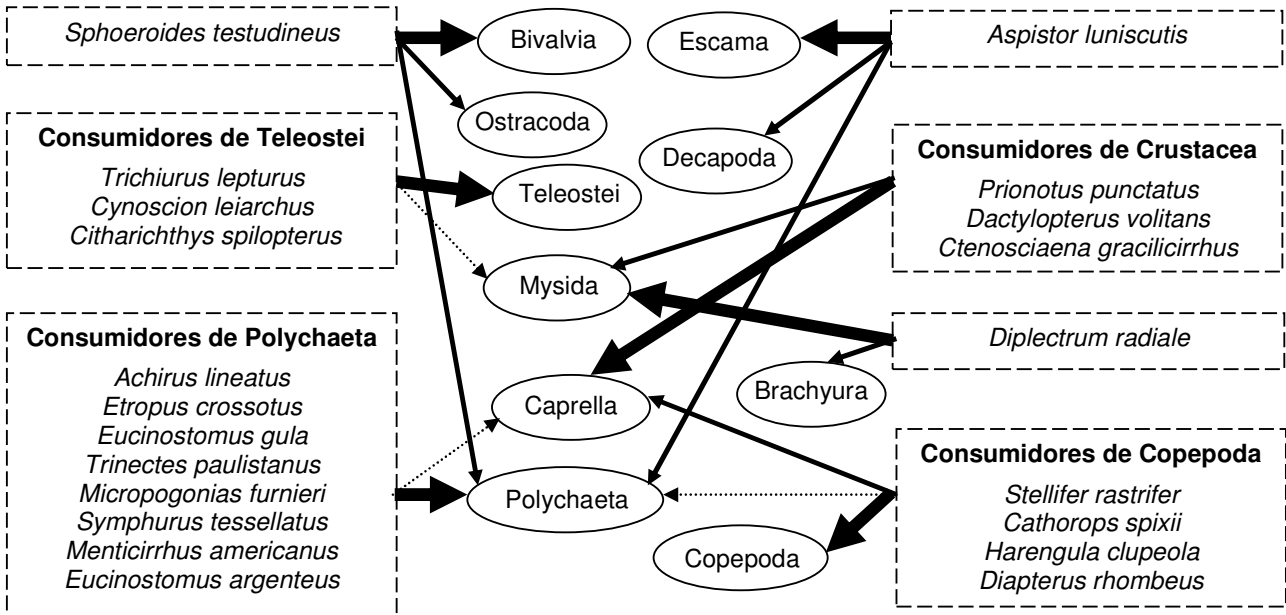 Sphoeroides testudineus
Bivalvia
Escama
Aspistor luniscutis
Ostracoda
Decapoda
Consumidores de Teleostei
Trichiurus lepturus
Cynoscion leiarchus
Citharichthys spilopterus
Teleostei
Consumidores de Crustacea
Prionotus punctatus
Dactylopterus volitans
Ctenosciaena gracilicirrhus
Mysida
Diplectrum radiale
Brachyura
Consumidores de Polychaeta
Achirus lineatus
Etropus crossotus
Eucinostomus gula
Trinectes paulistanus
Micropogonias furnieri
Symphurus tessellatus
Menticirrhus americanus
Eucinostomus argenteus
Caprella
Polychaeta
Copepoda
Consumidores de Copepoda
Stellifer rastrifer
Cathorops spixii
Harengula clupeola
Diapterus rhombeus